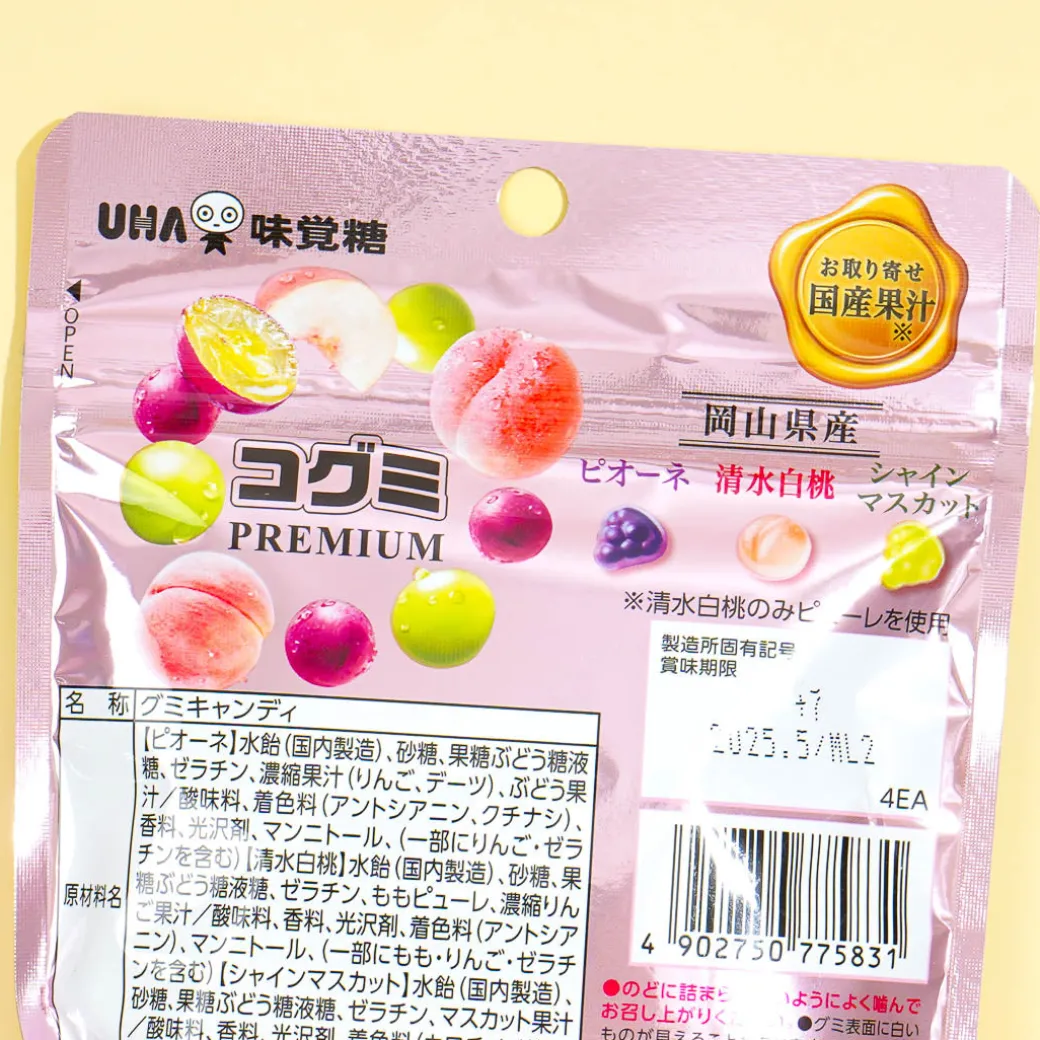 UHA味覚糖
OPEN
お取り寄せ
国産果汁
※
岡山県産
コグミ
PREMIUM
ピオーネ 清水白桃 シャイン
マスカット
※清水白桃のみピューレを使用
製造所固有記号
賞味期限
+イ
2025.5/ML2
4EA
名 称 グミキャンディ
原材料名
【ピオーネ】水飴(国内製造)、砂糖、果糖ぶどう糖液
糖、ゼラチン、濃縮果汁(りんご、デーツ)、ぶどう果
汁/酸味料、着色料(アントシアニン、クチナシ)、
香料、光沢剤、マンニトール、(一部にりんご・ゼラ
チンを含む)【清水白桃】水飴(国内製造)、砂糖、果
糖ぶどう糖液糖、ゼラチン、ももピューレ、濃縮りん
ご果汁/酸味料、香料、光沢剤、着色料(アントシア
ニン)、マンニトール、(一部にもも・りんご・ゼラチ
ンを含む)【シャインマスカット】水飴(国内製造)、
砂糖、果糖ぶどう糖液糖、ゼラチン、マスカット果汁
/酸味料、香料、光沢剤、着色料
4 902750 775831
●のどに詰まら いようによく噛んで
お召し上がりく い。●グミ表面に白い
ものが見えること